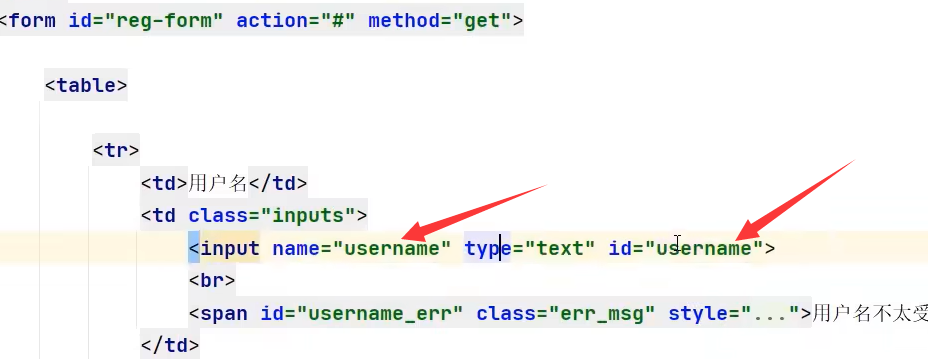 <form id="reg-form" action="#" method="get">
<table>
<tr>
<td>用户名</td>
<td class="inputs">
<input name="username" type="text" id="username">
<br>
<span id="username_err" class="err_msg" style="...">用户名不太受
</td>